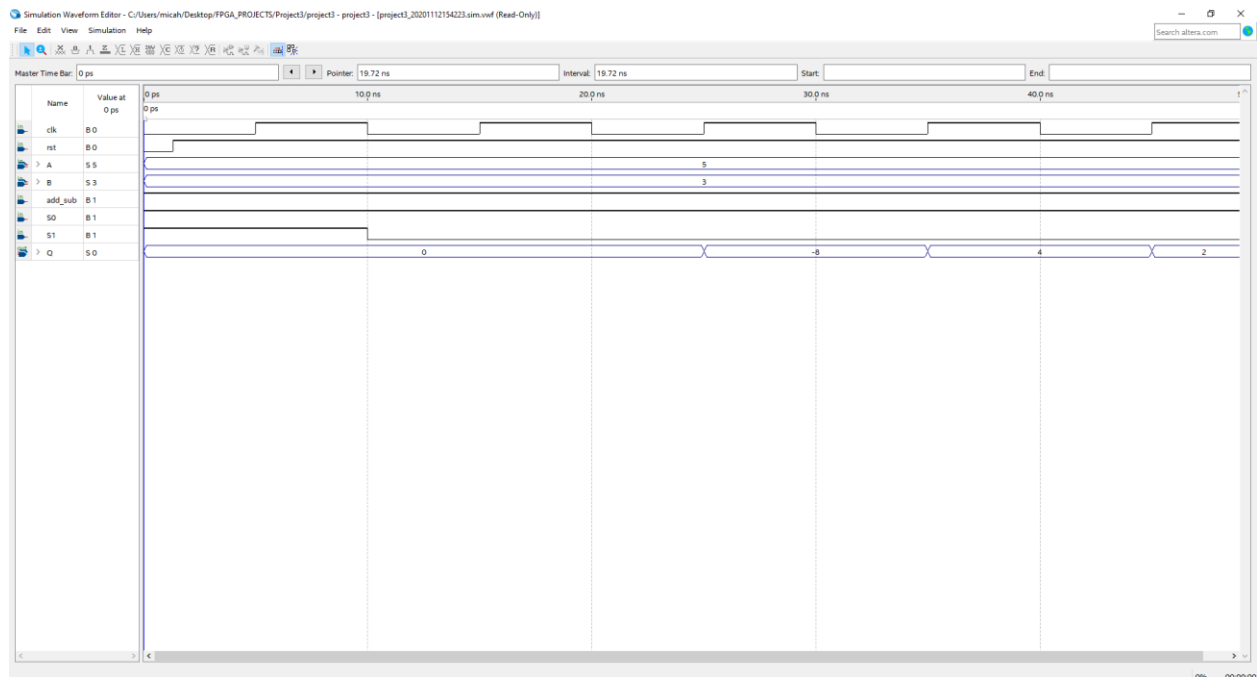 Simulation Waveform Editor - C:/Users/micah/Desktop/FPGA_PROJECTS/Project3/project3 - project3 - [project3_20201112154223.sim.vwf (Read-Only)]
File Edit View Simulation Help
Search altera.com
Master Time Bar: 0 ps
Pointer: 19.72 ns
Interval: 19.72 ns
Start:
End:
Name Value at 0 ps
0 ps 10.0 ns 20.0 ns 30.0 ns 40.0 ns
0 ps
clk B 0
rst B 0
> A S 5 5
> B S 3 3
add_sub B 1
S0 B 1
S1 B 1
> Q S 0 0 -8 4 2
0% 00:00:00